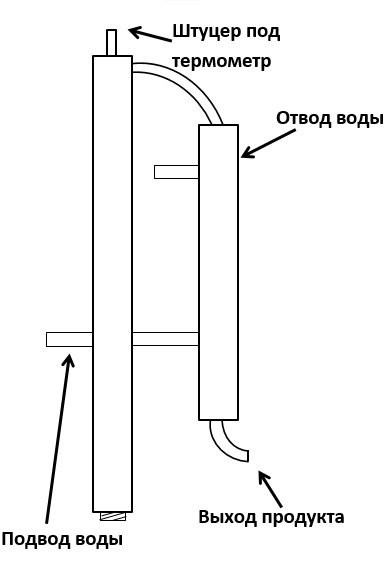 Штуцер под
термометр
Отвод воды
Выход продукта
Подвод воды